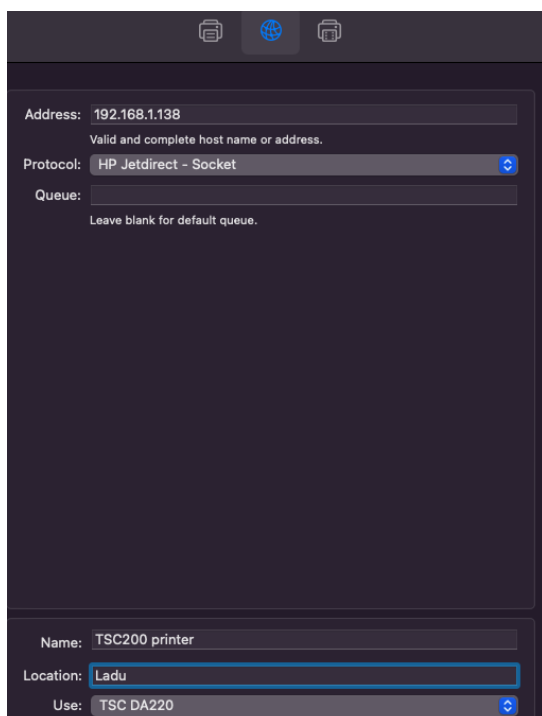 Address: 192.168.1.138
Valid and complete host name or address.
Protocol: HP Jetdirect - Socket
Queue:
Leave blank for default queue.
Name: TSC200 printer
Location: Ladu
Use: TSC DA220